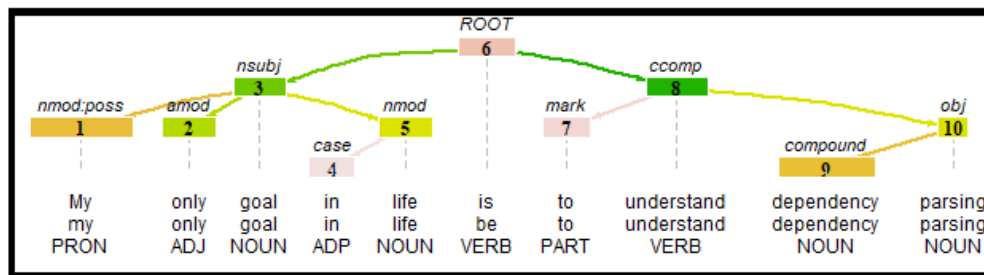 ROOT
6
nsubj ccomp
3 8
nmod:poss amod nmod mark obj
1 2 5 7 10
case compound
4 9
My only goal in life is to understand dependency parsing
my only goal in life be to understand dependency parsing
PRON ADJ NOUN ADP NOUN VERB PART VERB NOUN NOUN